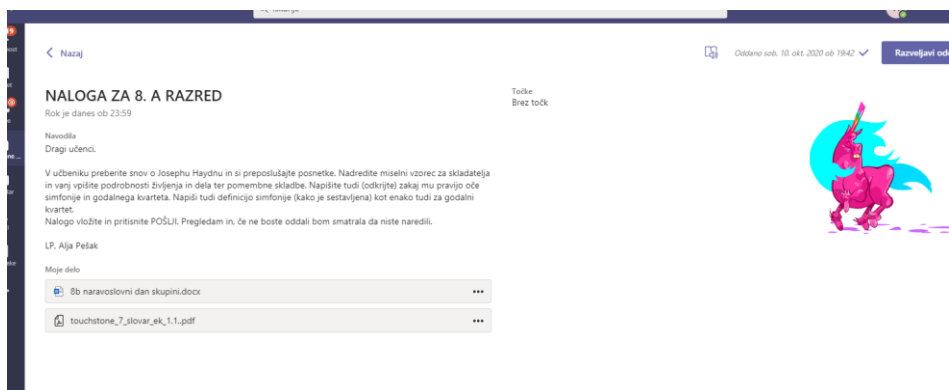 Nazaj
Oddano sob. 10. okt. 2020 ob 19:42
Razveljavi
NALOGA ZA 8. A RAZRED
Rok je danes ob 23:59
Točke
Brez točk
Navodila
Dragi učenci.
V učbeniku preberite snov o Josephu Haydnu in si preposlušajte posnetke. Nadredite miselni vzorec za skladatelja
in vanj vpišite podrobnosti življenja in dela ter pomembne skladbe. Napišite tudi (odkrijte) zakaj mu pravijo oče
simfonije in godalnega kvarteta. Napiši tudi definicijo simfonije (kako je sestavljena) kot enako tudi za godalni
kvartet.
Nalogo vložite in pritisnite POŠLJI. Pregledam in, če ne boste oddali bom smatrala da niste naredili.
LP, Alja Pešak
Moje delo
8b naravoslovni dan skupini.docx
touchstone_7_slovar_ek_1.1..pdf